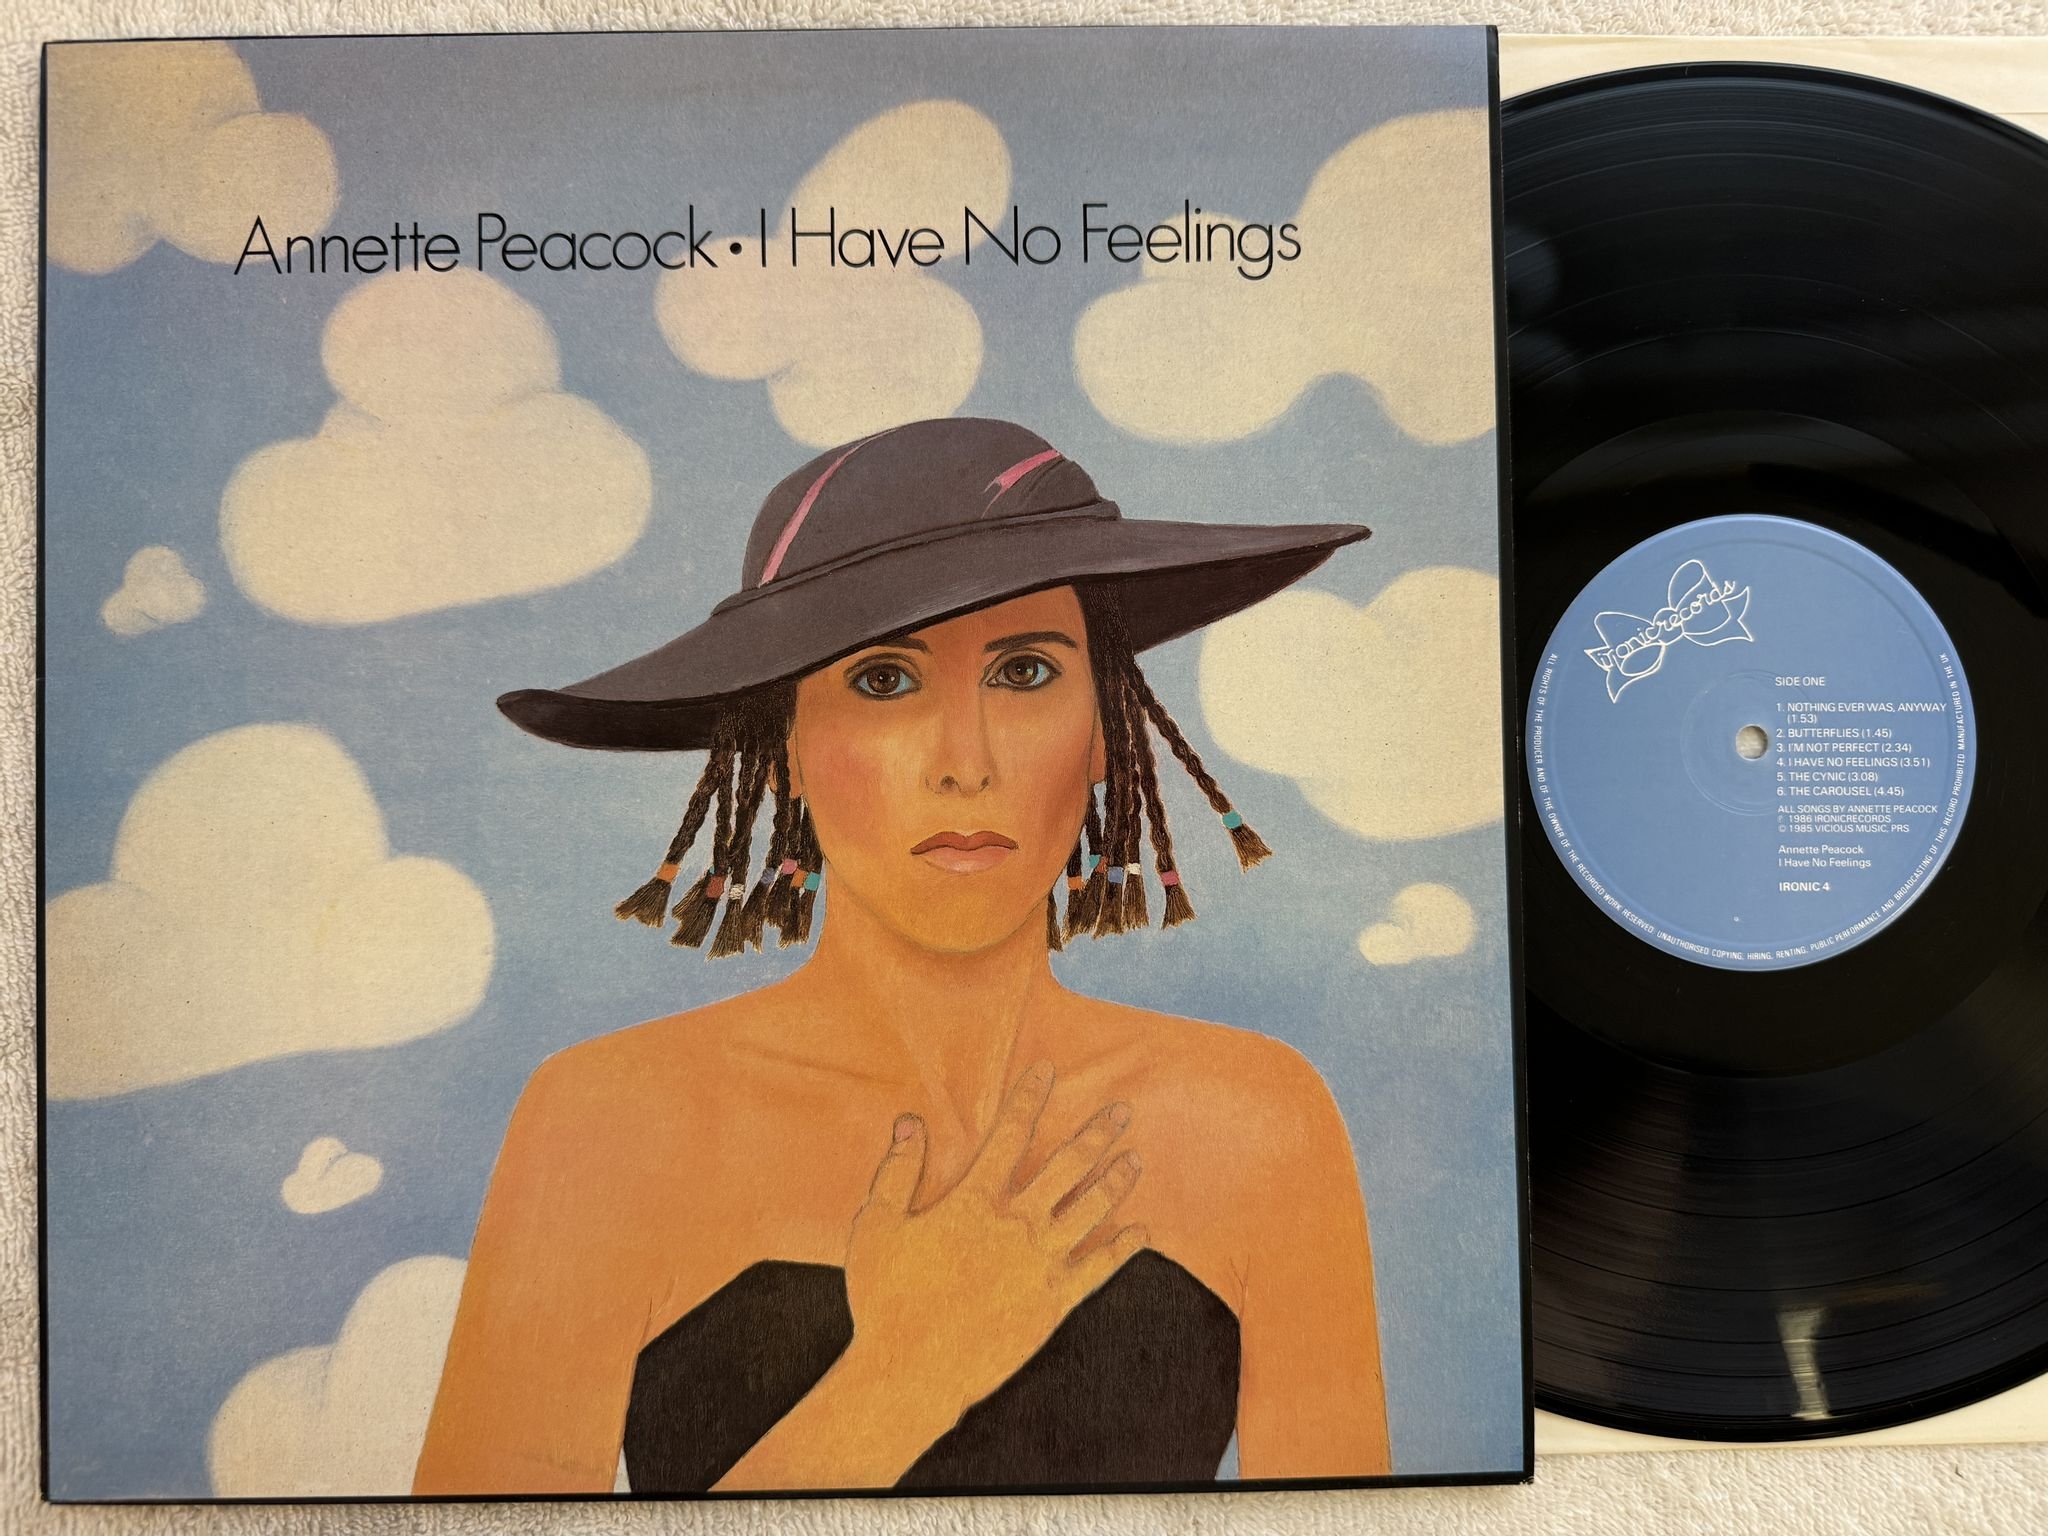 Annette Peacock • I Have No Feelings
ironicrecords
SIDE ONE
1. NOTHING EVER WAS, ANYWAY
(1.53)
2. BUTTERFLIES (1.45)
3. I'M NOT PERFECT (2.34)
4. I HAVE NO FEELINGS (3.51)
5. THE CYNIC (3.08)
6. THE CAROUSEL (4.45)
ALL SONGS BY ANNETTE PEACOCK
℗ 1986 IRONICRECORDS
© 1985 VICIOUS MUSIC, PRS
Annette Peacock
I Have No Feelings
IRONIC 4
ALL RIGHTS OF THE PRODUCER AND OF THE OWNER OF THE RECORDED WORK RESERVED. UNAUTHORISED COPYING, HIRING, RENTING, PUBLIC PERFORMANCE AND BROADCASTING OF THIS RECORD PROHIBITED. MANUFACTURED IN THE UK